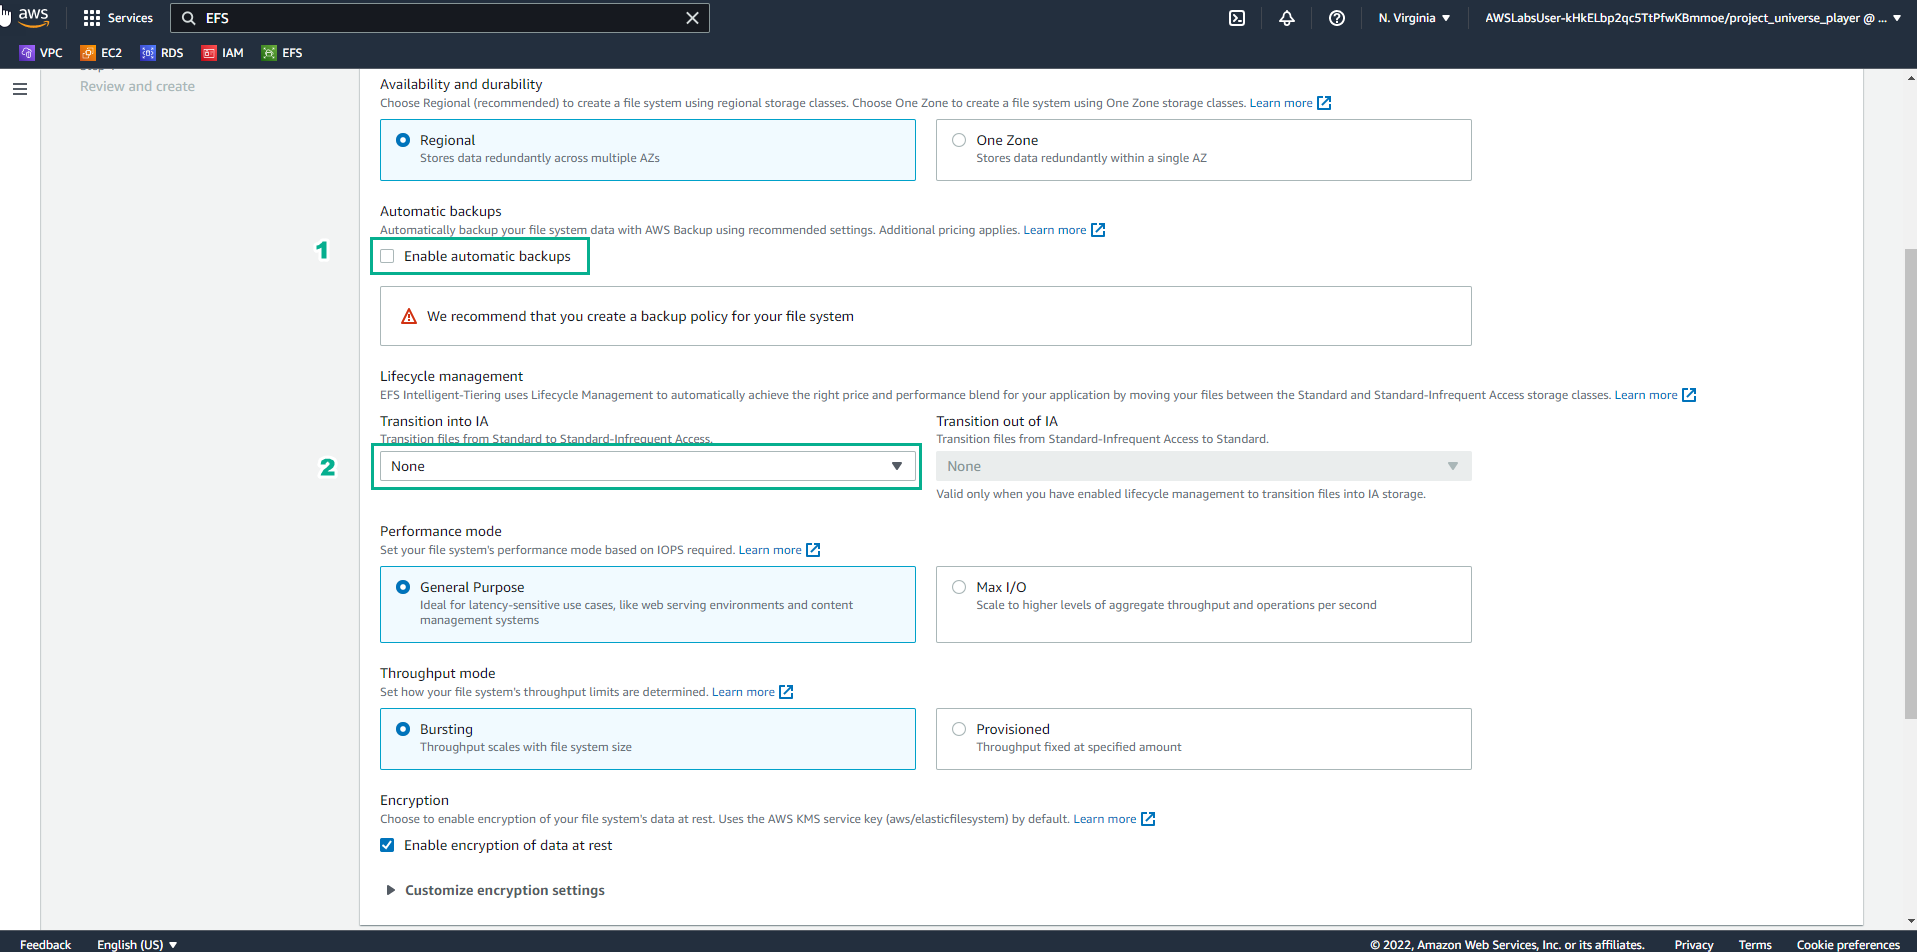 aws
Services
EFS
N. Virginia
AWSLabsUser-kHkELbp2qc5TtPfwKBmmoe/project_universe_player @ ...
VPC
EC2
RDS
IAM
EFS
Review and create
Availability and durability
Choose Regional (recommended) to create a file system using regional storage classes. Choose One Zone to create a file system using One Zone storage classes. Learn more
Regional
Stores data redundantly across multiple AZs
One Zone
Stores data redundantly within a single AZ
Automatic backups
Automatically backup your file system data with AWS Backup using recommended settings. Additional pricing applies. Learn more
1
Enable automatic backups
We recommend that you create a backup policy for your file system
Lifecycle management
EFS Intelligent-Tiering uses Lifecycle Management to automatically achieve the right price and performance blend for your application by moving your files between the Standard and Standard-Infrequent Access storage classes. Learn more
Transition into IA
Transition files from Standard to Standard-Infrequent Access.
2
None
Transition out of IA
Transition files from Standard-Infrequent Access to Standard.
None
Valid only when you have enabled lifecycle management to transition files into IA storage.
Performance mode
Set your file system's performance mode based on IOPS required. Learn more
General Purpose
Ideal for latency-sensitive use cases, like web serving environments and content
management systems
Max I/O
Scale to higher levels of aggregate throughput and operations per second
Throughput mode
Set how your file system's throughput limits are determined. Learn more
Bursting
Throughput scales with file system size
Provisioned
Throughput fixed at specified amount
Encryption
Choose to enable encryption of your file system's data at rest. Uses the AWS KMS service key (aws/elasticfilesystem) by default. Learn more
Enable encryption of data at rest
Customize encryption settings
Feedback
English (US)
© 2022, Amazon Web Services, Inc. or its affiliates.
Privacy
Terms
Cookie preferences